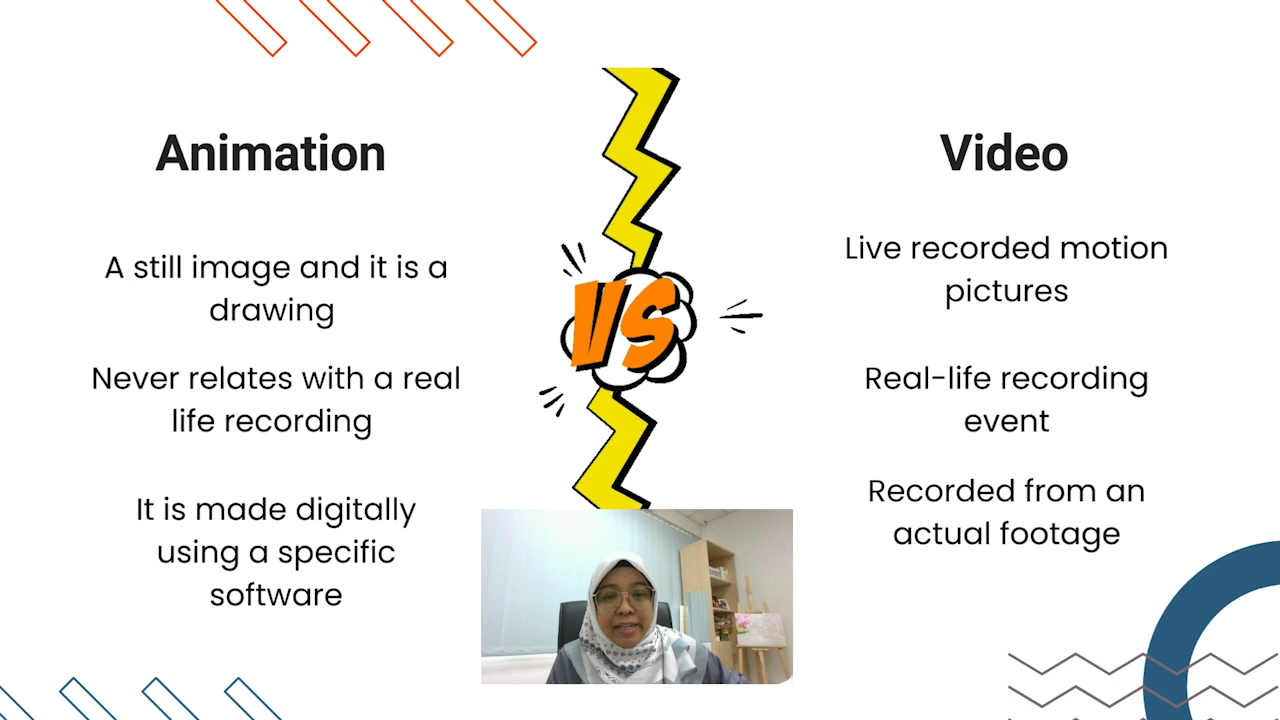 Animation
A still image and it is a
drawing
Never relates with a real
life recording
It is made digitally
using a specific
software
VS
Video
Live recorded motion
pictures
Real-life recording
event
Recorded from an
actual footage